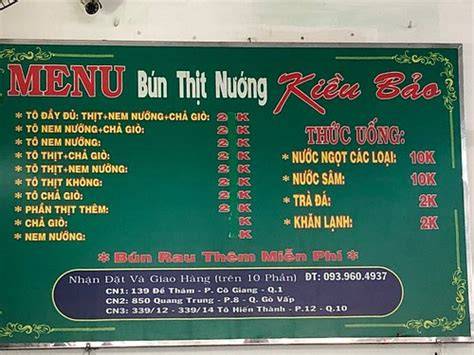 MENU Bún Thịt Nướng Kiều Bảo
* TÔ ĐẦY ĐỦ: THỊT+NEM NƯỚNG+CHẢ GIÒ: 2 K
* TÔ NEM NƯỚNG+CHẢ GIÒ: 2 K
* TÔ NEM NƯỚNG: 2 K
* TÔ THỊT+CHẢ GIÒ: 2 K
* TÔ THỊT+NEM NƯỚNG: 2 K
* TÔ THỊT KHÔNG: 2 K
* TÔ CHẢ GIÒ: 2 K
* PHẦN THỊT THÊM: 2 K
* CHẢ GIÒ: K
* NEM NƯỚNG: K
THỨC UỐNG:
* NƯỚC NGỌT CÁC LOẠI: 10K
* NƯỚC SÂM: 10K
* TRÀ ĐÁ: 2K
* KHĂN LẠNH: 2K
* Bún Rau Thêm Miễn Phí *
Nhận Đặt Và Giao Hàng (trên 10 Phần) ĐT: 093.960.4937
CN1: 139 Đề Thám - P. Cô Giang - Q.1
CN2: 850 Quang Trung - P.8 - Q. Gò Vấp
CN3: 339/12 - 339/14 Tô Hiến Thành - P.12 - Q.10